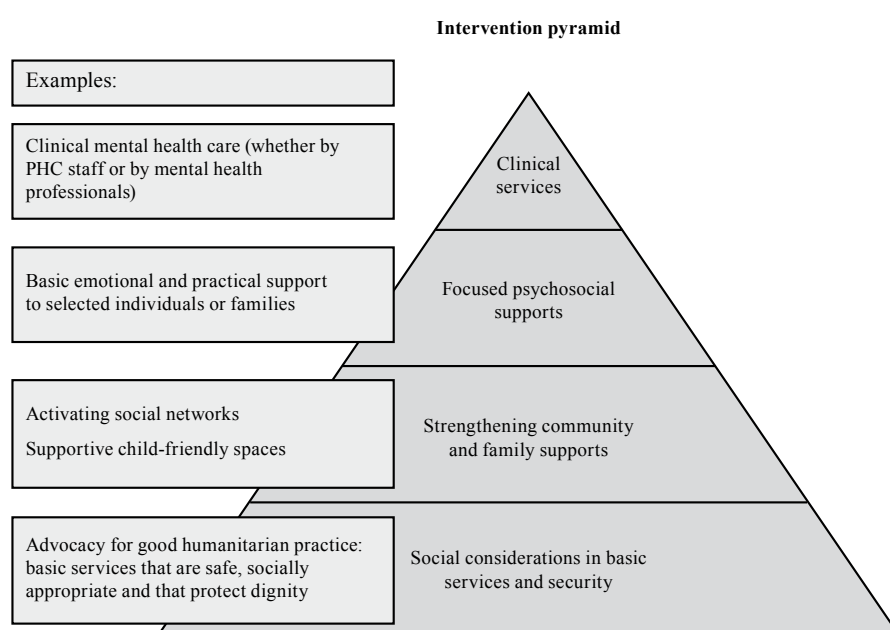 Intervention pyramid
Examples:
Clinical mental health care (whether by
PHC staff or by mental health
professionals)
Clinical
services
Basic emotional and practical support
to selected individuals or families
Focused psychosocial
supports
Activating social networks
Supportive child-friendly spaces
Strengthening community
and family supports
Advocacy for good humanitarian practice:
basic services that are safe, socially
appropriate and that protect dignity
Social considerations in basic
services and security